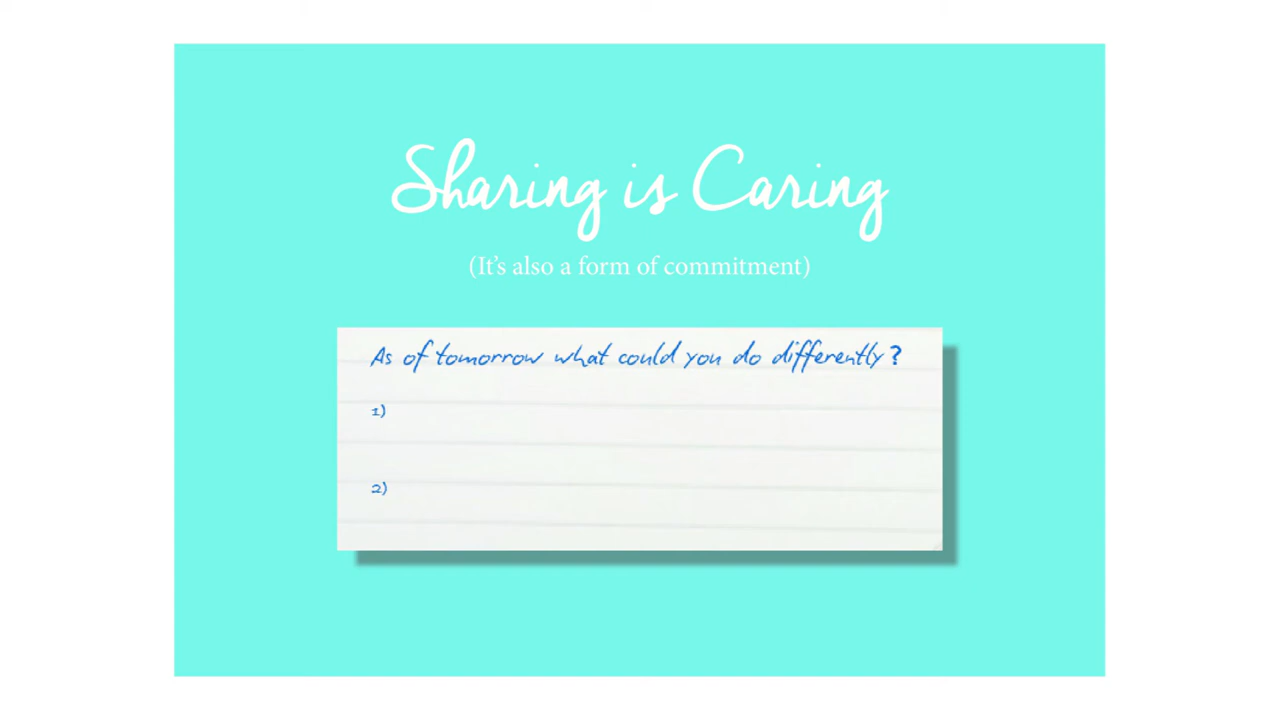 Sharing is Caring
(It's also a form of commitment)
As of tomorrow what could you do differently?
1)
2)